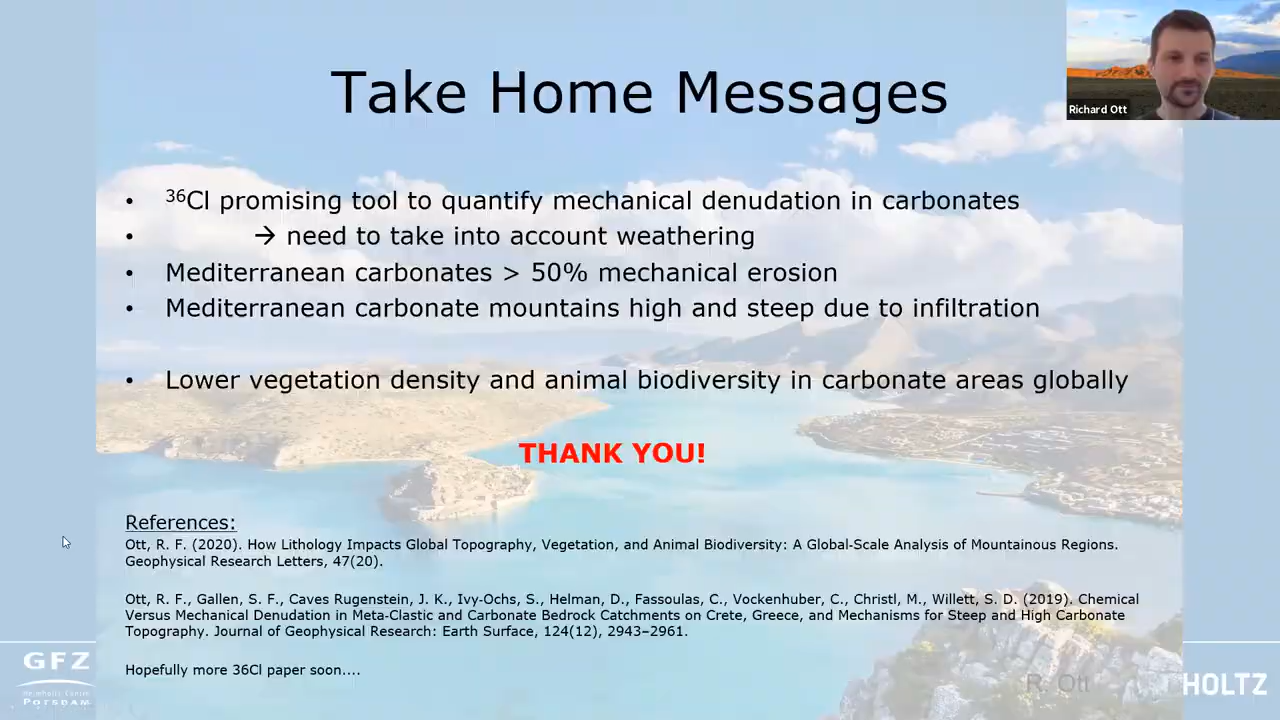 Take Home Messages
Richard Ott
• ³⁶Cl promising tool to quantify mechanical denudation in carbonates
• → need to take into account weathering
• Mediterranean carbonates > 50% mechanical erosion
• Mediterranean carbonate mountains high and steep due to infiltration
• Lower vegetation density and animal biodiversity in carbonate areas globally
THANK YOU!
References:
Ott, R. F. (2020). How Lithology Impacts Global Topography, Vegetation, and Animal Biodiversity: A Global-Scale Analysis of Mountainous Regions.
Geophysical Research Letters, 47(20).
Ott, R. F., Gallen, S. F., Caves Rugenstein, J. K., Ivy-Ochs, S., Helman, D., Fassoulas, C., Vockenhuber, C., Christl, M., Willett, S. D. (2019). Chemical
Versus Mechanical Denudation in Meta-Clastic and Carbonate Bedrock Catchments on Crete, Greece, and Mechanisms for Steep and High Carbonate
Topography. Journal of Geophysical Research: Earth Surface, 124(12), 2943–2961.
Hopefully more 36Cl paper soon....
GFZ
Helmholtz Centre
POTSDAM
R. Ott
HOLTZ